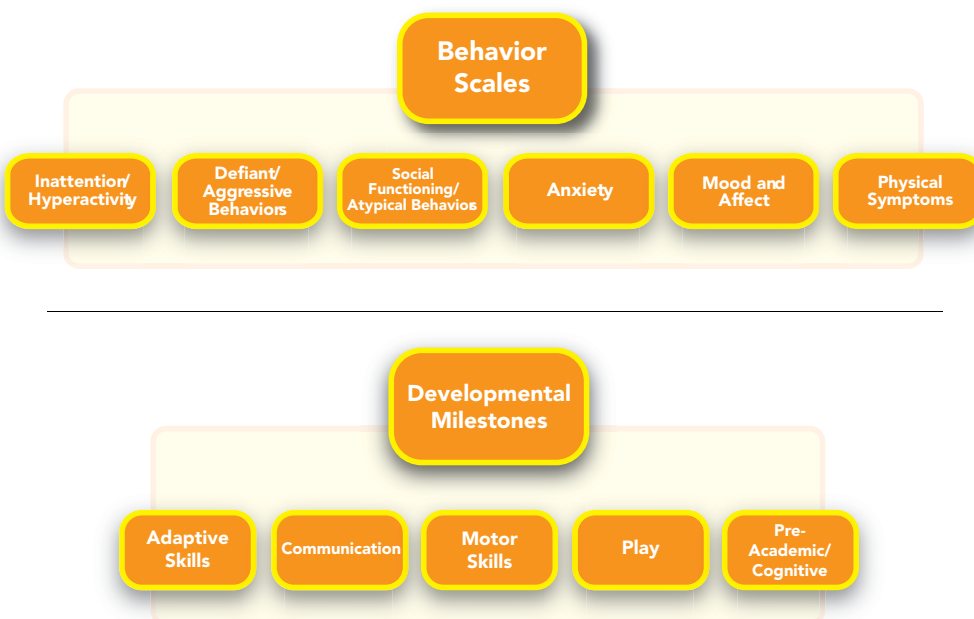 Behavior
Scales
Inattention/
Hyperactivity
Defiant/
Aggressive
Behaviors
Social
Functioning/
Atypical Behaviors
Anxiety
Mood and
Affect
Physical
Symptoms
Developmental
Milestones
Adaptive
Skills
Communication
Motor
Skills
Play
Pre-
Academic/
Cognitive